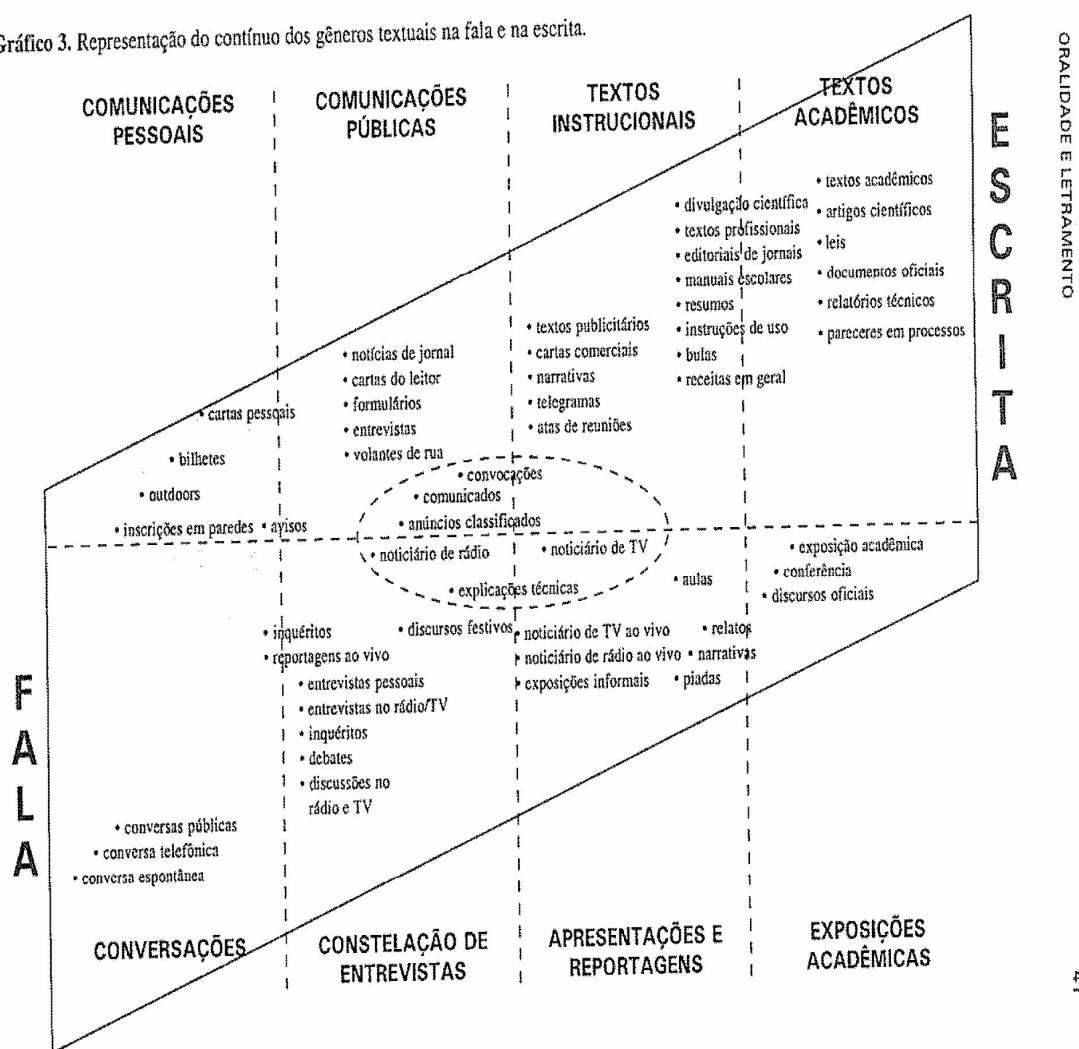 Gráfico 3. Representação do contínuo dos gêneros textuais na fala e na escrita.
ORALIDADE E LETRAMENTO
COMUNICAÇÕES
PESSOAIS
COMUNICAÇÕES
PÚBLICAS
TEXTOS
INSTRUCIONAIS
TEXTOS
ACADÊMICOS
ESCRITA
• textos acadêmicos
• artigos científicos
• leis
• documentos oficiais
• relatórios técnicos
• pareceres em processos
• divulgação científica
• textos profissionais
• editoriais de jornais
• manuais escolares
• resumos
• instruções de uso
• bulas
• receitas em geral
• textos publicitários
• cartas comerciais
• narrativas
• telegramas
• atas de reuniões
• notícias de jornal
• cartas do leitor
• formulários
• entrevistas
• volantes de rua
• cartas pessoais
• bilhetes
• outdoors
• inscrições em paredes • avisos
• convocações
• comunicados
• anúncios classificados
• noticiário de rádio
• noticiário de TV
• explicações técnicas
• aulas
• exposição acadêmica
• conferência
• discursos oficiais
• inquéritos
• reportagens ao vivo
• discursos festivos
• entrevistas pessoais
• entrevistas no rádio/TV
• inquéritos
• debates
• discussões no
rádio e TV
• noticiário de TV ao vivo
• relatos
• noticiário de rádio ao vivo • narrativas
• exposições informais
• piadas
FALA
• conversas públicas
• conversa telefônica
• conversa espontânea
CONVERSAÇÕES
CONSTELAÇÃO DE
ENTREVISTAS
APRESENTAÇÕES E
REPORTAGENS
EXPOSIÇÕES
ACADÊMICAS